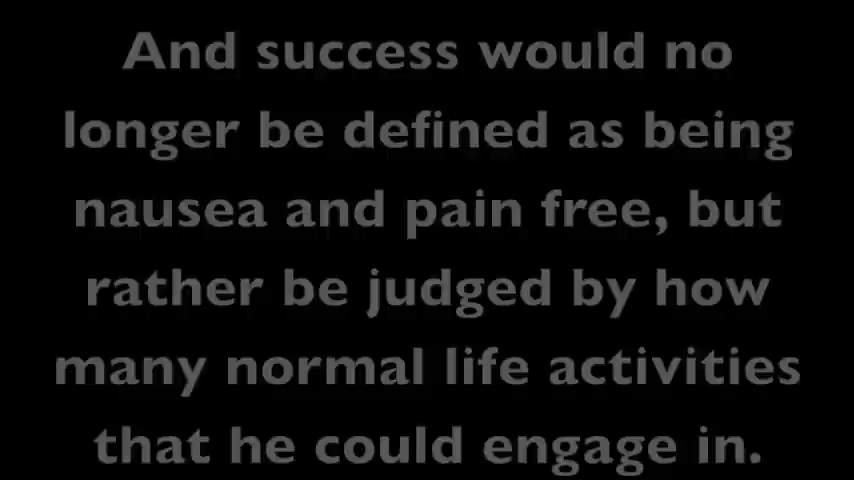 And success would no
longer be defined as being
nausea and pain free, but
rather be judged by how
many normal life activities
that he could engage in.